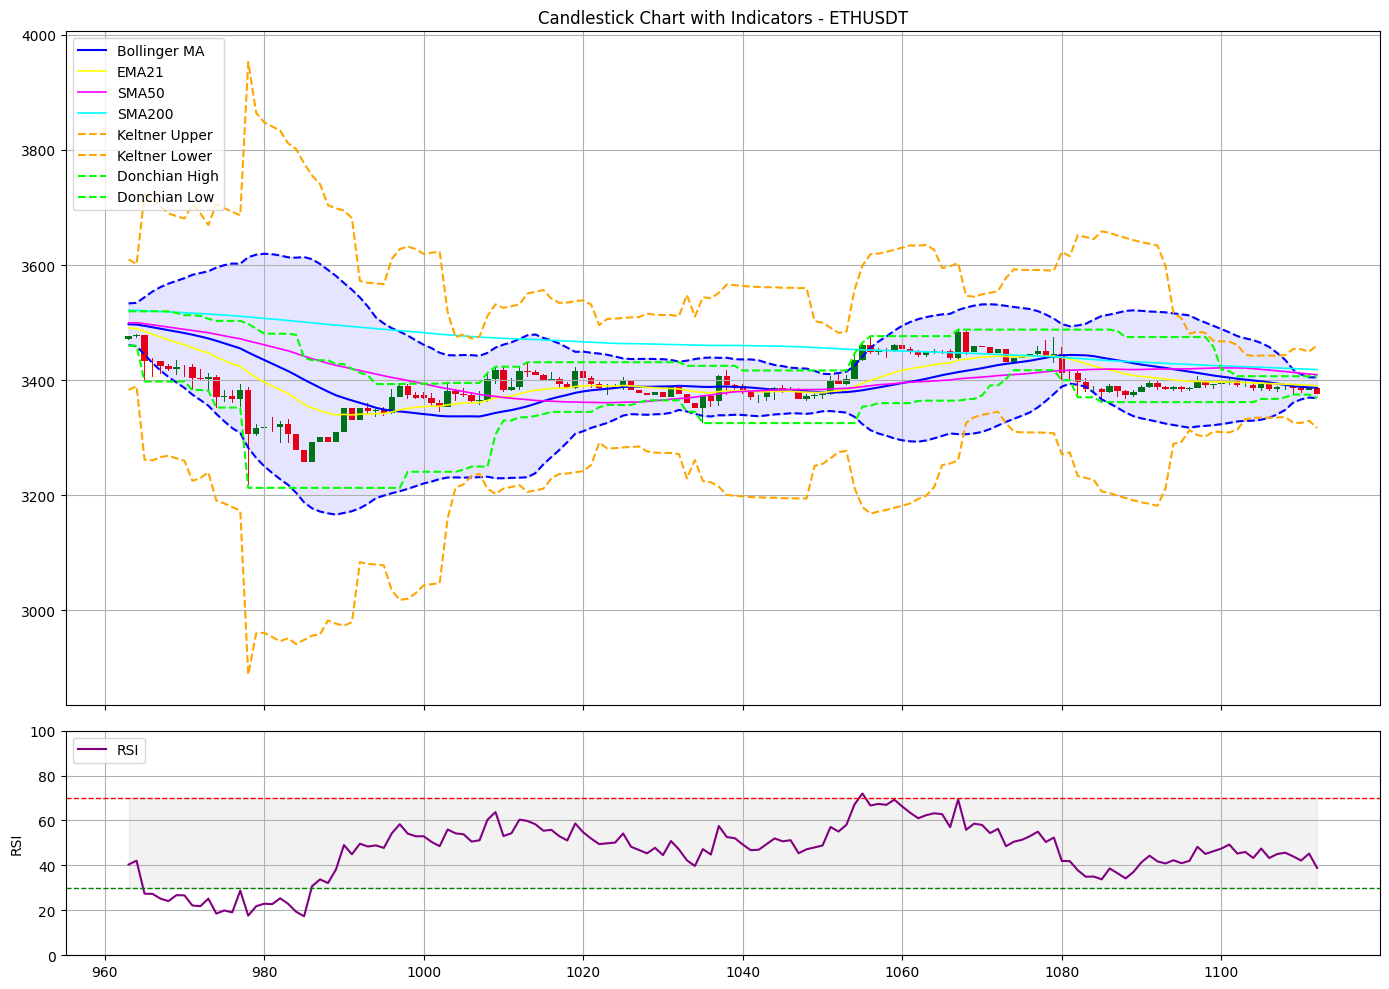 Candlestick Chart with Indicators - ETHUSDT
4000
3800
3600
3400
3200
3000
Bollinger MA
EMA21
SMA50
SMA200
Keltner Upper
Keltner Lower
Donchian High
Donchian Low
100
80
60
40
20
0
RSI
RSI
960 980 1000 1020 1040 1060 1080 1100